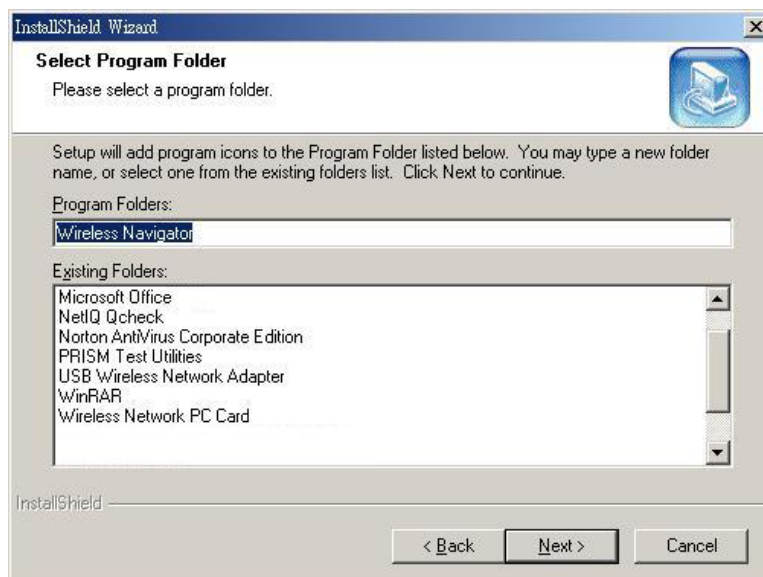 InstallShield Wizard
Select Program Folder
Please select a program folder.
Setup will add program icons to the Program Folder listed below. You may type a new folder
name, or select one from the existing folders list. Click Next to continue.
Program Folders:
Wireless Navigator
Existing Folders:
Microsoft Office
NetIQ Qcheck
Norton AntiVirus Corporate Edition
PRISM Test Utilities
USB Wireless Network Adapter
WinRAR
Wireless Network PC Card
InstallShield
< Back
Next >
Cancel